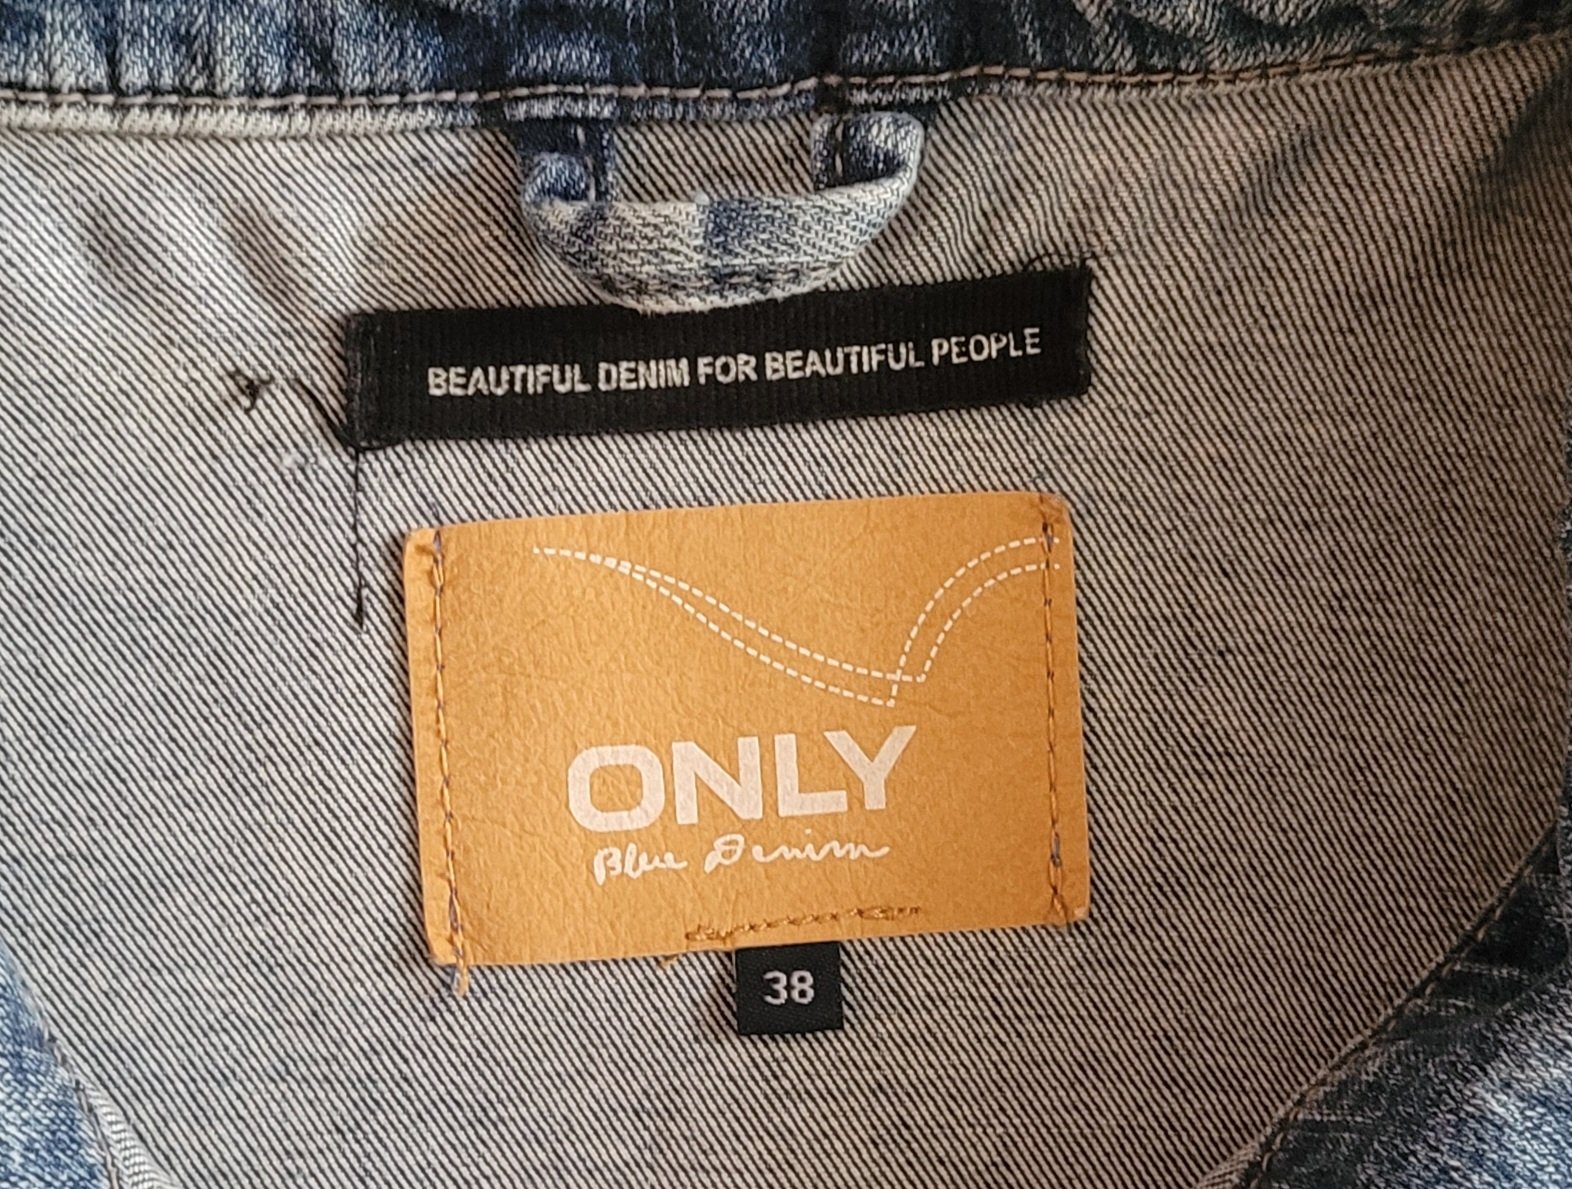 BEAUTIFUL DENIM FOR BEAUTIFUL PEOPLE
ONLY
Blue Denim
38